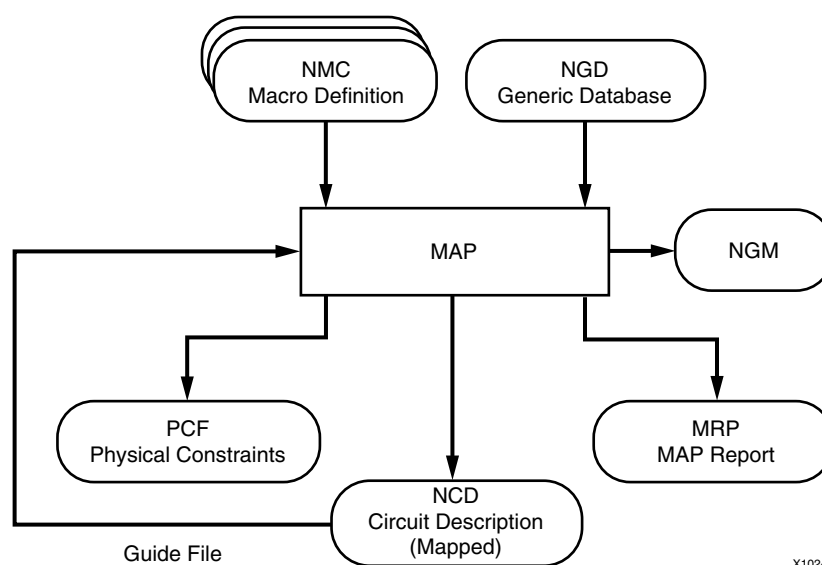 NMC
Macro Definition
NGD
Generic Database
MAP
NGM
PCF
Physical Constraints
MRP
MAP Report
NCD
Circuit Description
(Mapped)
Guide File